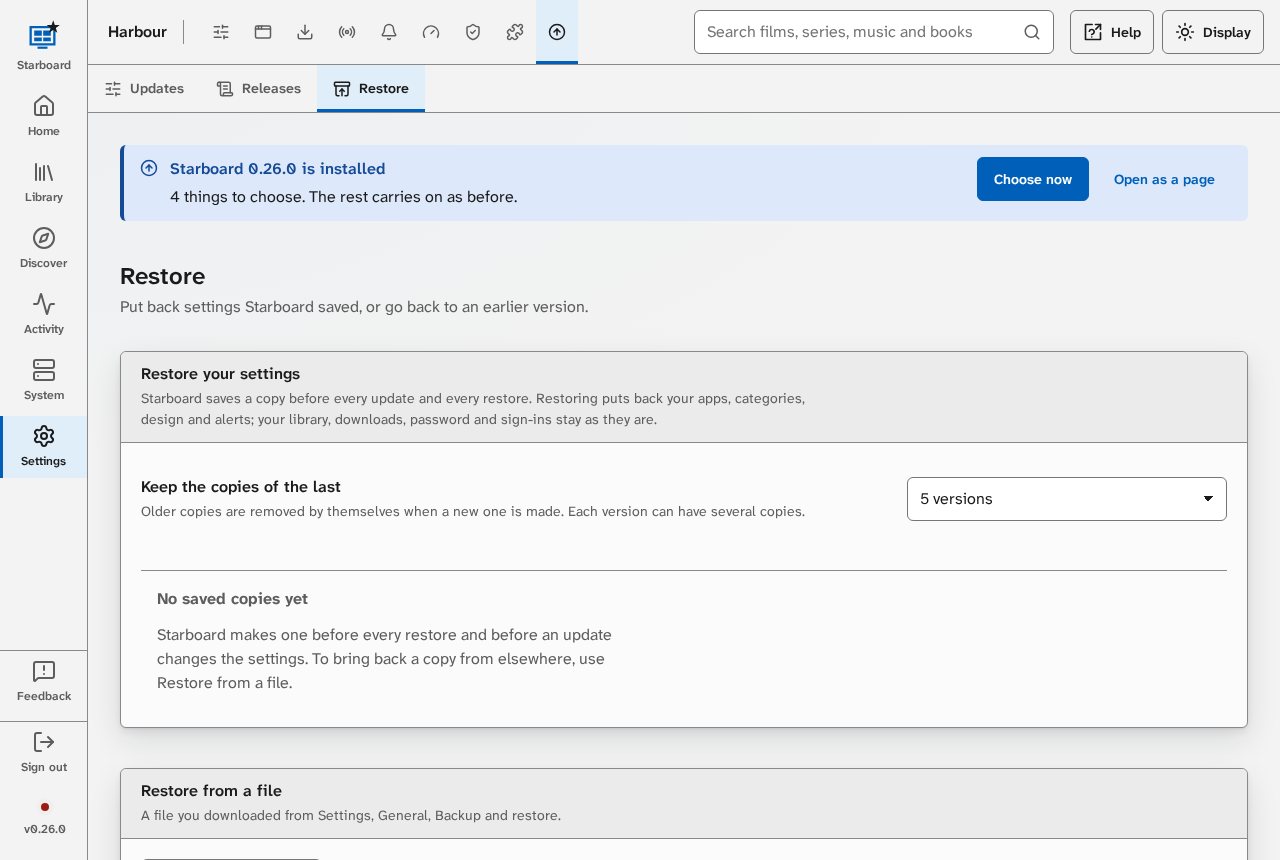 Starboard
Home
Library
Discover
Activity
System
Settings
Feedback
Sign out
v0.26.0
Harbour
Search films, series, music and books
Help
Display
Updates
Releases
Restore
Starboard 0.26.0 is installed
4 things to choose. The rest carries on as before.
Choose now
Open as a page
Restore
Put back settings Starboard saved, or go back to an earlier version.
Restore your settings
Starboard saves a copy before every update and every restore. Restoring puts back your apps, categories,
design and alerts; your library, downloads, password and sign-ins stay as they are.
Keep the copies of the last
Older copies are removed by themselves when a new one is made. Each version can have several copies.
5 versions
No saved copies yet
Starboard makes one before every restore and before an update
changes the settings. To bring back a copy from elsewhere, use
Restore from a file.
Restore from a file
A file you downloaded from Settings, General, Backup and restore.